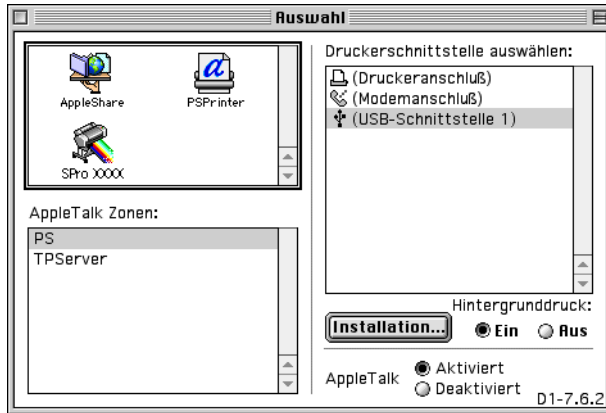 Auswahl
AppleShare
PSPrinter
SPro XXXX
AppleTalk Zonen:
PS
TPServer
Druckerschnittstelle auswählen:
(Druckeranschluß)
(Modemanschluß)
(USB-Schnittstelle 1)
Hintergrunddruck:
Installation...
Ein
Aus
AppleTalk
Aktiviert
Deaktiviert
D1-7.6.2